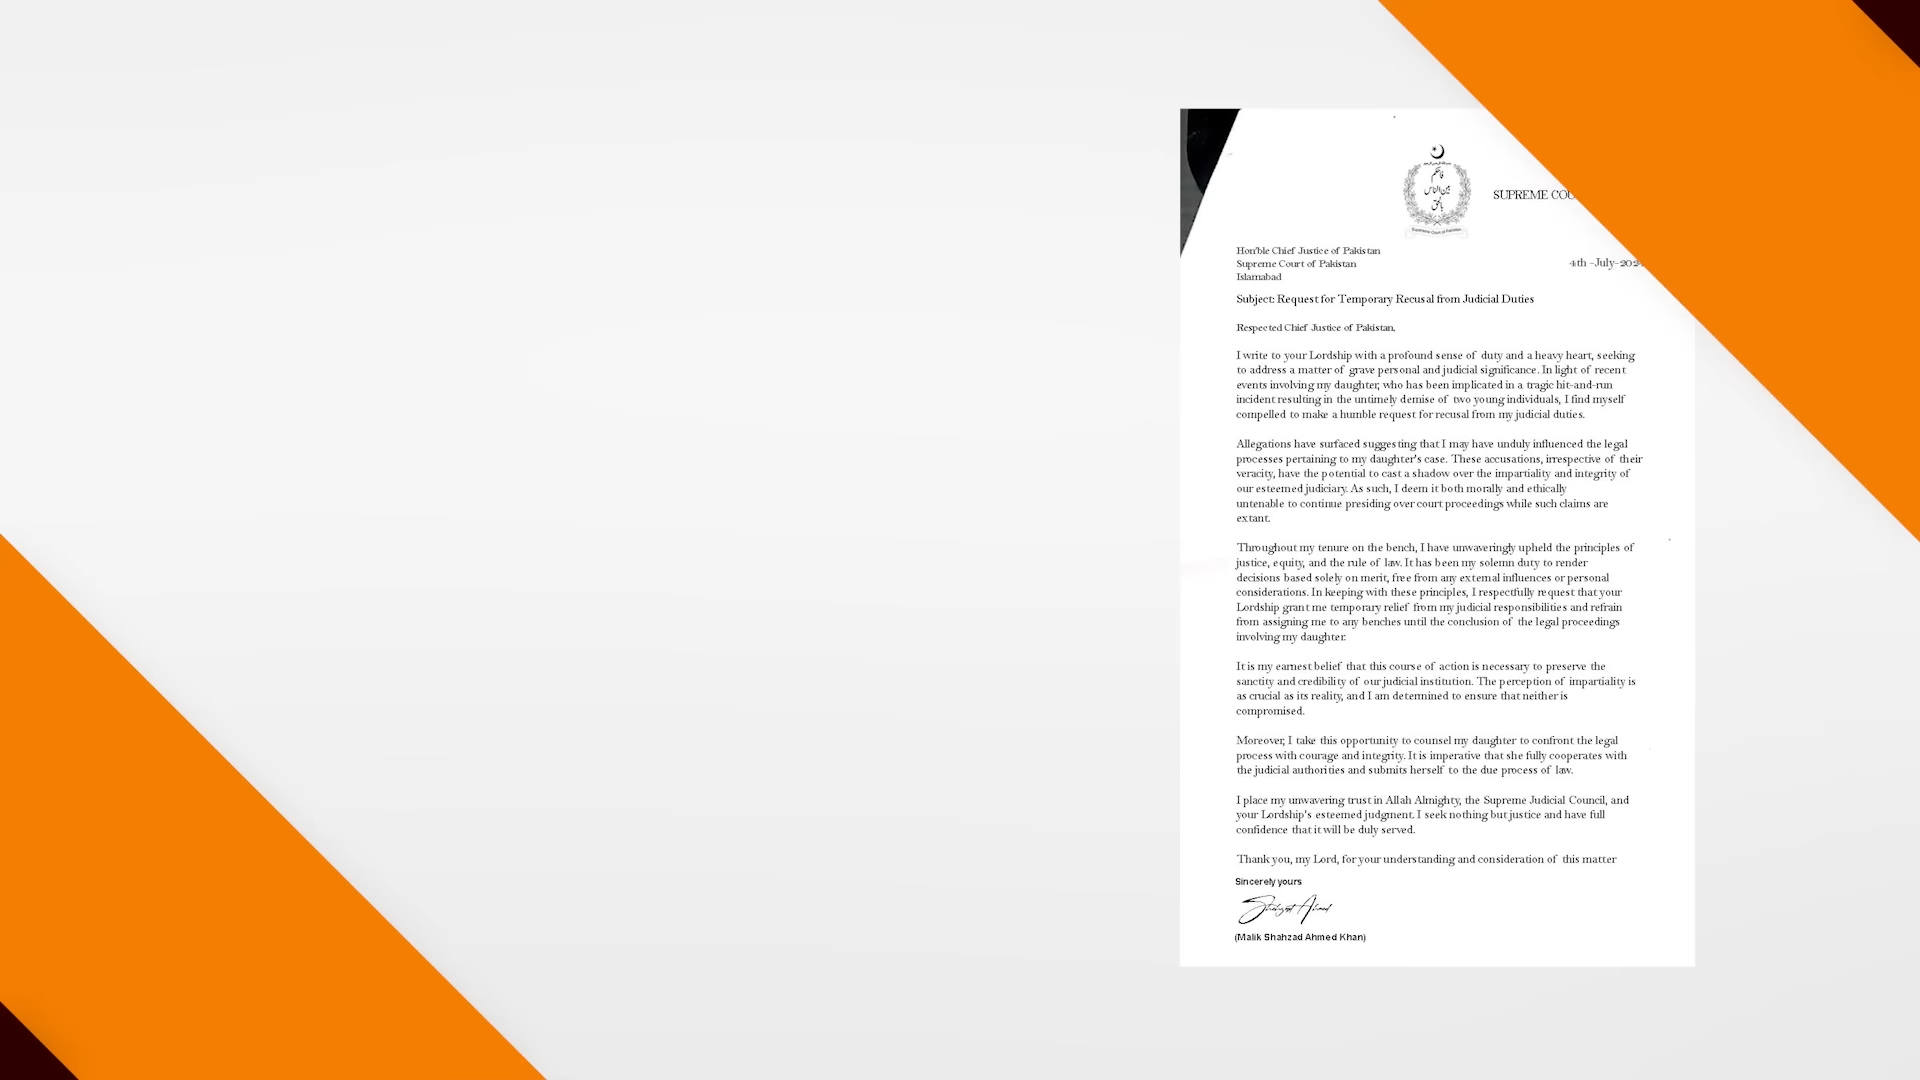 فاحکم
بین الناس
بالحق
Supreme Court of Pakistan
SUPREME COU
Hon'ble Chief Justice of Pakistan
Supreme Court of Pakistan
Islamabad
4th -July-202
Subject: Request for Temporary Recusal from Judicial Duties
Respected Chief Justice of Pakistan,
I write to your Lordship with a profound sense of duty and a heavy heart, seeking
to address a matter of grave personal and judicial significance. In light of recent
events involving my daughter, who has been implicated in a tragic hit-and-run
incident resulting in the untimely demise of two young individuals, I find myself
compelled to make a humble request for recusal from my judicial duties.
Allegations have surfaced suggesting that I may have unduly influenced the legal
processes pertaining to my daughter's case. These accusations, irrespective of their
veracity, have the potential to cast a shadow over the impartiality and integrity of
our esteemed judiciary. As such, I deem it both morally and ethically
untenable to continue presiding over court proceedings while such claims are
extant.
Throughout my tenure on the bench, I have unwaveringly upheld the principles of
justice, equity, and the rule of law. It has been my solemn duty to render
decisions based solely on merit, free from any external influences or personal
considerations. In keeping with these principles, I respectfully request that your
Lordship grant me temporary relief from my judicial responsibilities and refrain
from assigning me to any benches until the conclusion of the legal proceedings
involving my daughter.
It is my earnest belief that this course of action is necessary to preserve the
sanctity and credibility of our judicial institution. The perception of impartiality is
as crucial as its reality, and I am determined to ensure that neither is
compromised.
Moreover, I take this opportunity to counsel my daughter to confront the legal
process with courage and integrity. It is imperative that she fully cooperates with
the judicial authorities and submits herself to the due process of law.
I place my unwavering trust in Allah Almighty, the Supreme Judicial Council, and
your Lordship's esteemed judgment. I seek nothing but justice and have full
confidence that it will be duly served.
Thank you, my Lord, for your understanding and consideration of this matter
Sincerely yours
(Malik Shahzad Ahmed Khan)